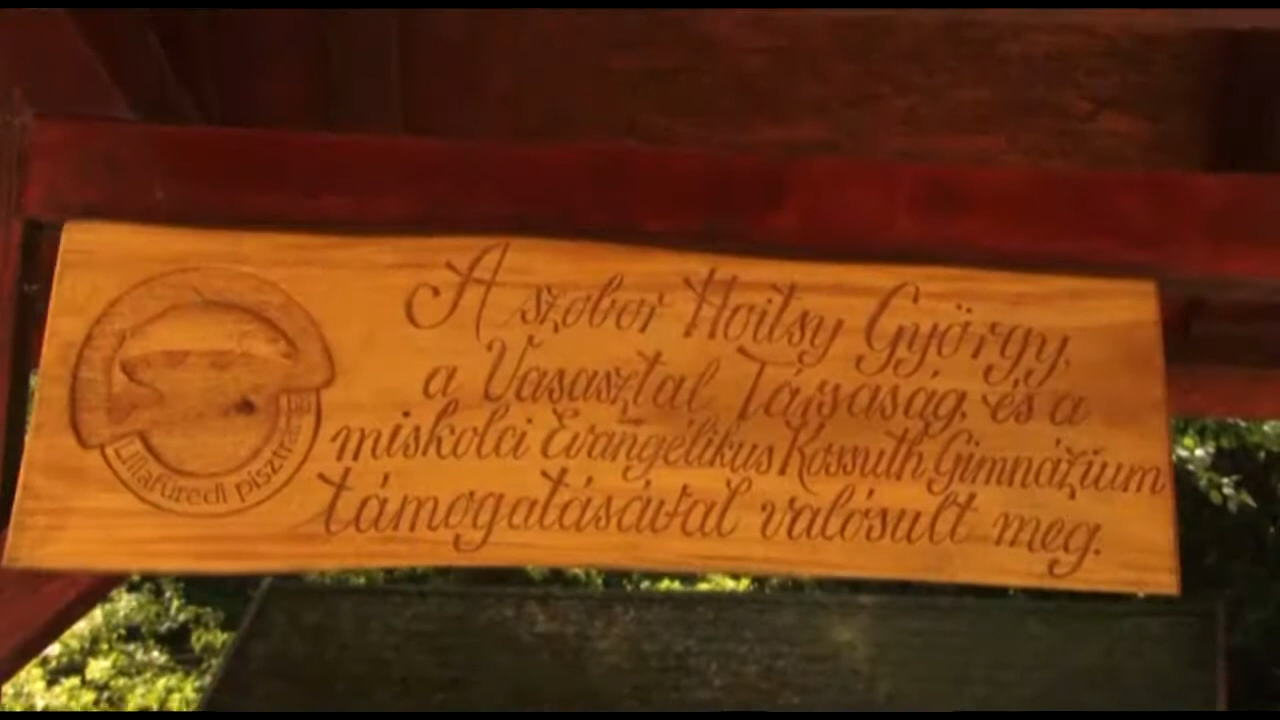 A szobor Hoitsy György,
a Vasasztal Társaság, és a
miskolci Evangélikus Kossuth Gimnázium
támogatásával valósult meg.
Lillafüredi pisztráng